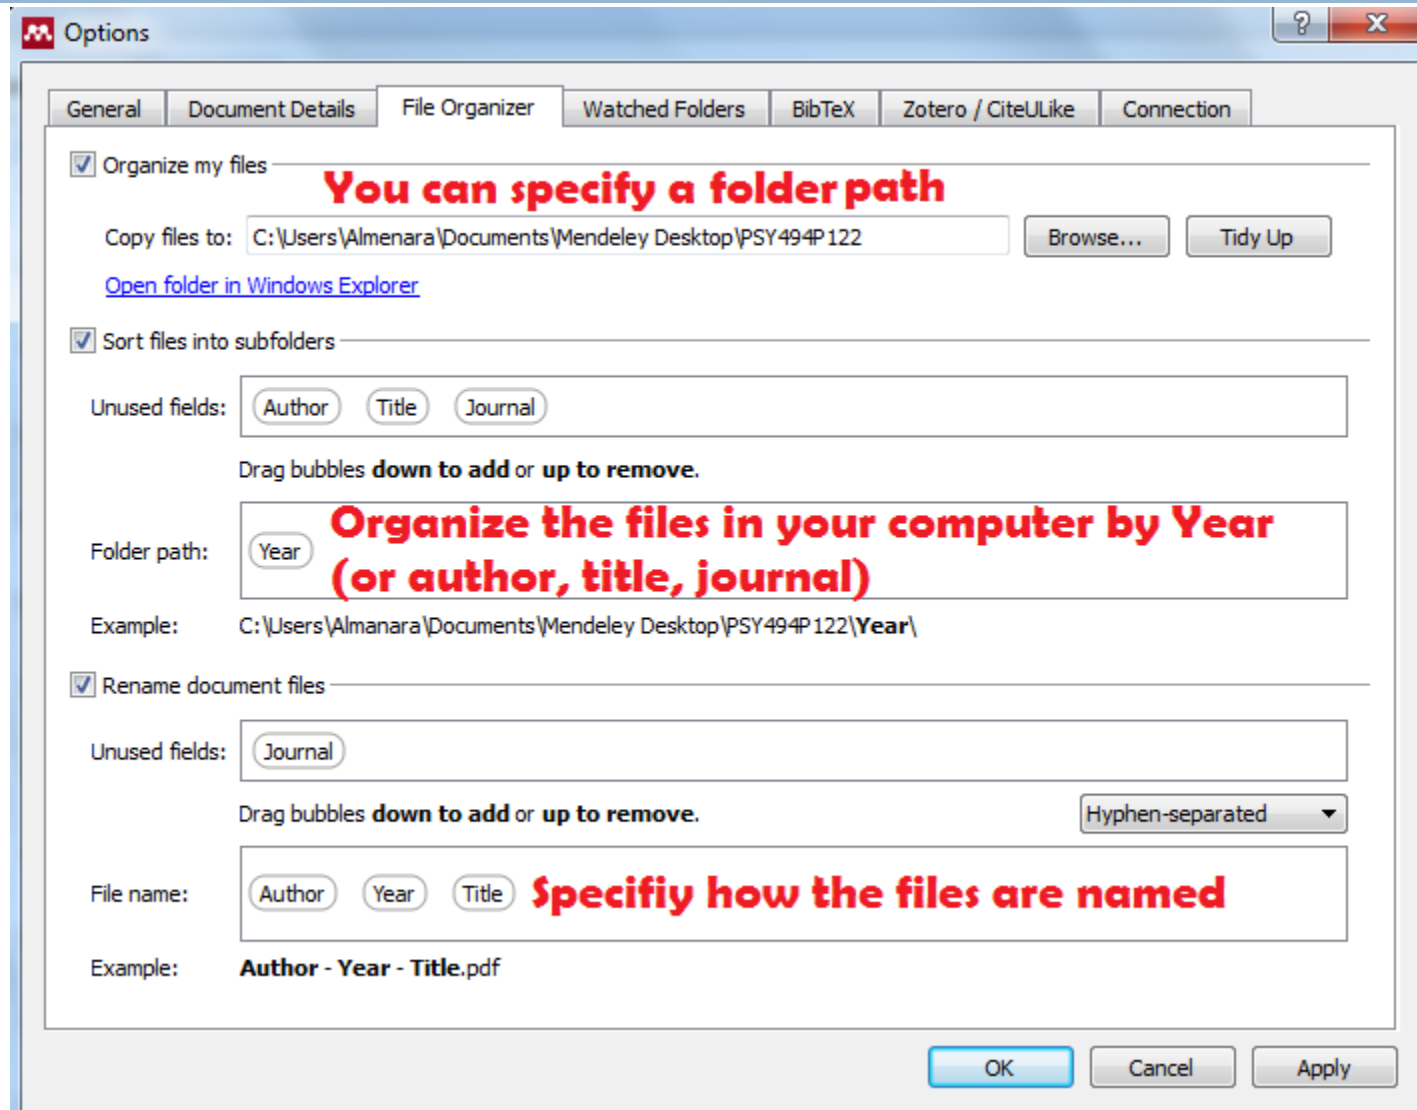 Options
General Document Details File Organizer Watched Folders BibTeX Zotero / CiteULike Connection
Organize my files
You can specify a folder path
Copy files to: C:\Users\Almenara\Documents\Mendeley Desktop\PSY494P122 Browse... Tidy Up
Open folder in Windows Explorer
Sort files into subfolders
Unused fields: Author Title Journal
Drag bubbles down to add or up to remove.
Organize the files in your computer by Year
Folder path: Year
(or author, title, journal)
Example: C:\Users\Almanara\Documents\Mendeley Desktop\PSY494P122\Year\
Rename document files
Unused fields: Journal
Drag bubbles down to add or up to remove. Hyphen-separated
File name: Author Year Title Specifiy how the files are named
Example: Author - Year - Title.pdf
OK Cancel Apply